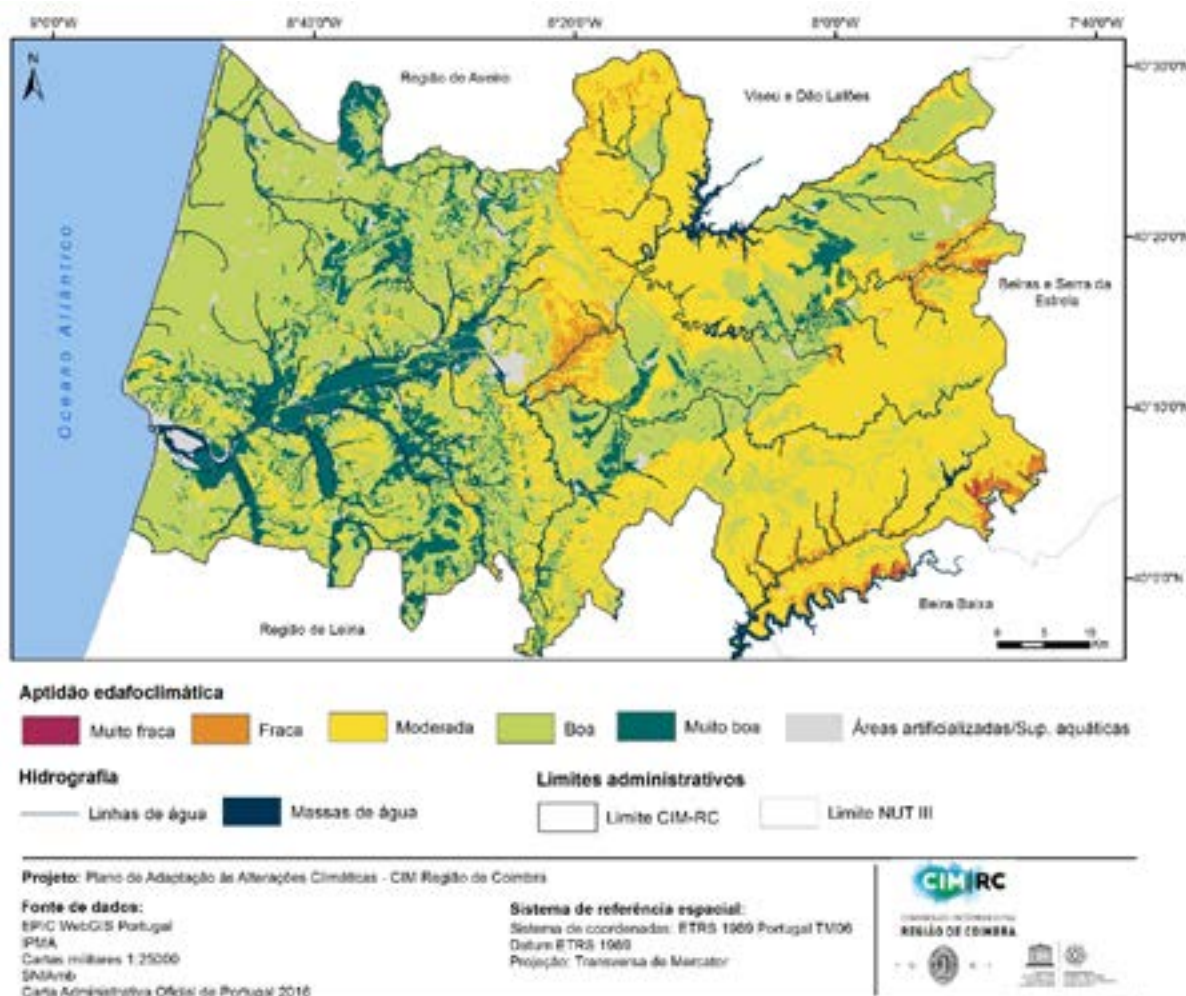 9°0'0"W 8°40'0"W 8°20'0"W 8°0'0"W 7°40'0"W
N
Região de Aveiro
Viseu e Dão Lafões
40°30'0"N
40°20'0"N
Beiras e Serra da
Estrela
Oceano Atlântico
40°10'0"N
40°0'0"N
Beira Baixa
Região de Leiria
0 5 10
Km
Aptidão edafoclimática
Muito fraca Fraca Moderada Boa Muito boa Áreas artificializadas/Sup. aquáticas
Hidrografia Limites administrativos
Linhas de água Massas de água Limite CIM-RC Limite NUT III
Projeto: Plano de Adaptação às Alterações Climáticas - CIM Região de Coimbra
Fonte de dados:
EPIC WebGIS Portugal
IPMA
Cartas militares 1:25000
SNIAmb
Carta Administrativa Oficial de Portugal 2016
Sistema de referência espacial:
Sistema de coordenadas: ETRS 1989 Portugal TM06
Datum ETRS 1989
Projeção: Transversa de Mercator
CIM RC
REGIÃO DE COIMBRA